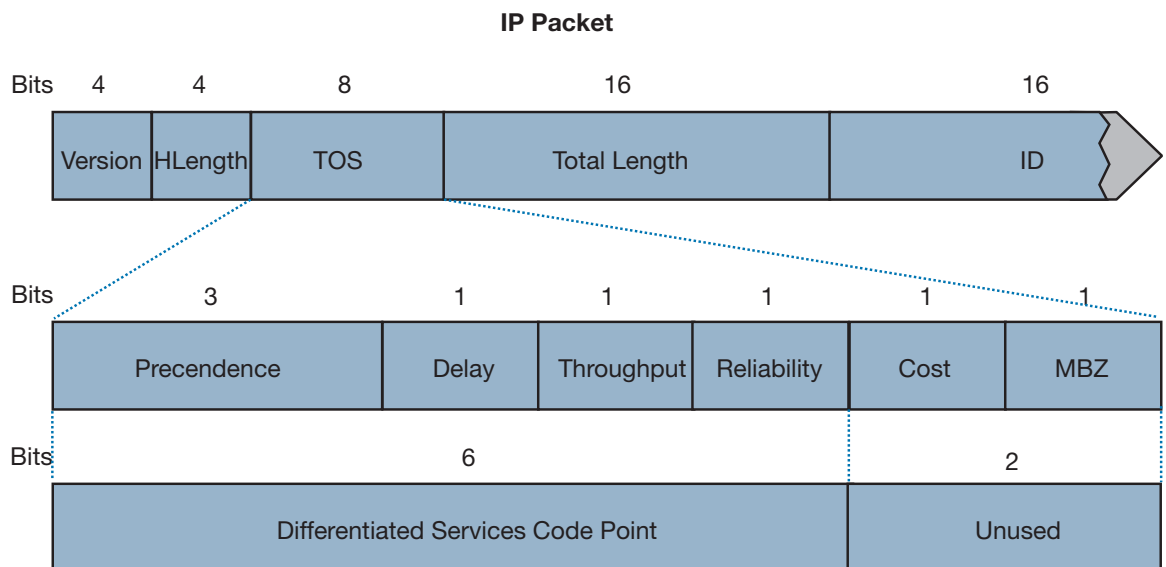 IP Packet
Bits 4 4 8 16 16
Version HLength TOS Total Length ID
Bits 3 1 1 1 1 1
Precendence Delay Throughput Reliability Cost MBZ
Bits 6 2
Differentiated Services Code Point Unused